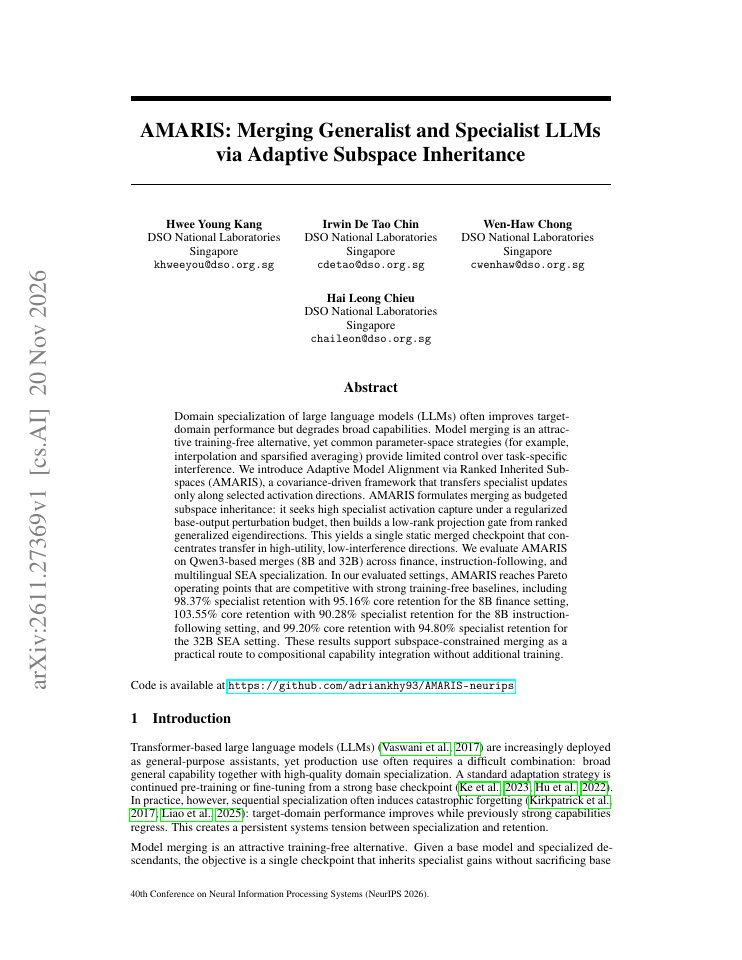 arXiv:2611.27369v1 [cs.AI] 20 Nov 2026
AMARIS: Merging Generalist and Specialist LLMs
via Adaptive Subspace Inheritance
Hwee Young Kang
DSO National Laboratories
Singapore
khweeyou@dso.org.sg
Irwin De Tao Chin
DSO National Laboratories
Singapore
cdetao@dso.org.sg
Wen-Haw Chong
DSO National Laboratories
Singapore
cwenhaw@dso.org.sg
Hai Leong Chieu
DSO National Laboratories
Singapore
chaileon@dso.org.sg
Abstract
Domain specialization of large language models (LLMs) often improves target-
domain performance but degrades broad capabilities. Model merging is an attrac-
tive training-free alternative, yet common parameter-space strategies (for example,
interpolation and sparsified averaging) provide limited control over task-specific
interference. We introduce Adaptive Model Alignment via Ranked Inherited Sub-
spaces (AMARIS), a covariance-driven framework that transfers specialist updates
only along selected activation directions. AMARIS formulates merging as budgeted
subspace inheritance: it seeks high specialist activation capture under a regularized
base-output perturbation budget, then builds a low-rank projection gate from ranked
generalized eigendirections. This yields a single static merged checkpoint that con-
centrates transfer in high-utility, low-interference directions. We evaluate AMARIS
on Qwen3-based merges (8B and 32B) across finance, instruction-following, and
multilingual SEA specialization. In our evaluated settings, AMARIS reaches Pareto
operating points that are competitive with strong training-free baselines, including
98.37% specialist retention with 95.16% core retention for the 8B finance setting,
103.55% core retention with 90.28% specialist retention for the 8B instruction-
following setting, and 99.20% core retention with 94.80% specialist retention for
the 32B SEA setting. These results support subspace-constrained merging as a
practical route to compositional capability integration without additional training.
Code is available at https://github.com/adriankhy93/AMARIS-neurips
1 Introduction
Transformer-based large language models (LLMs) (Vaswani et al., 2017) are increasingly deployed
as general-purpose assistants, yet production use often requires a difficult combination: broad
general capability together with high-quality domain specialization. A standard adaptation strategy is
continued pre-training or fine-tuning from a strong base checkpoint (Ke et al., 2023; Hu et al., 2022).
In practice, however, sequential specialization often induces catastrophic forgetting (Kirkpatrick et al.,
2017; Liao et al., 2025): target-domain performance improves while previously strong capabilities
regress. This creates a persistent systems tension between specialization and retention.
Model merging is an attractive training-free alternative. Given a base model and specialized de-
scendants, the objective is a single checkpoint that inherits specialist gains without sacrificing base
40th Conference on Neural Information Processing Systems (NeurIPS 2026).